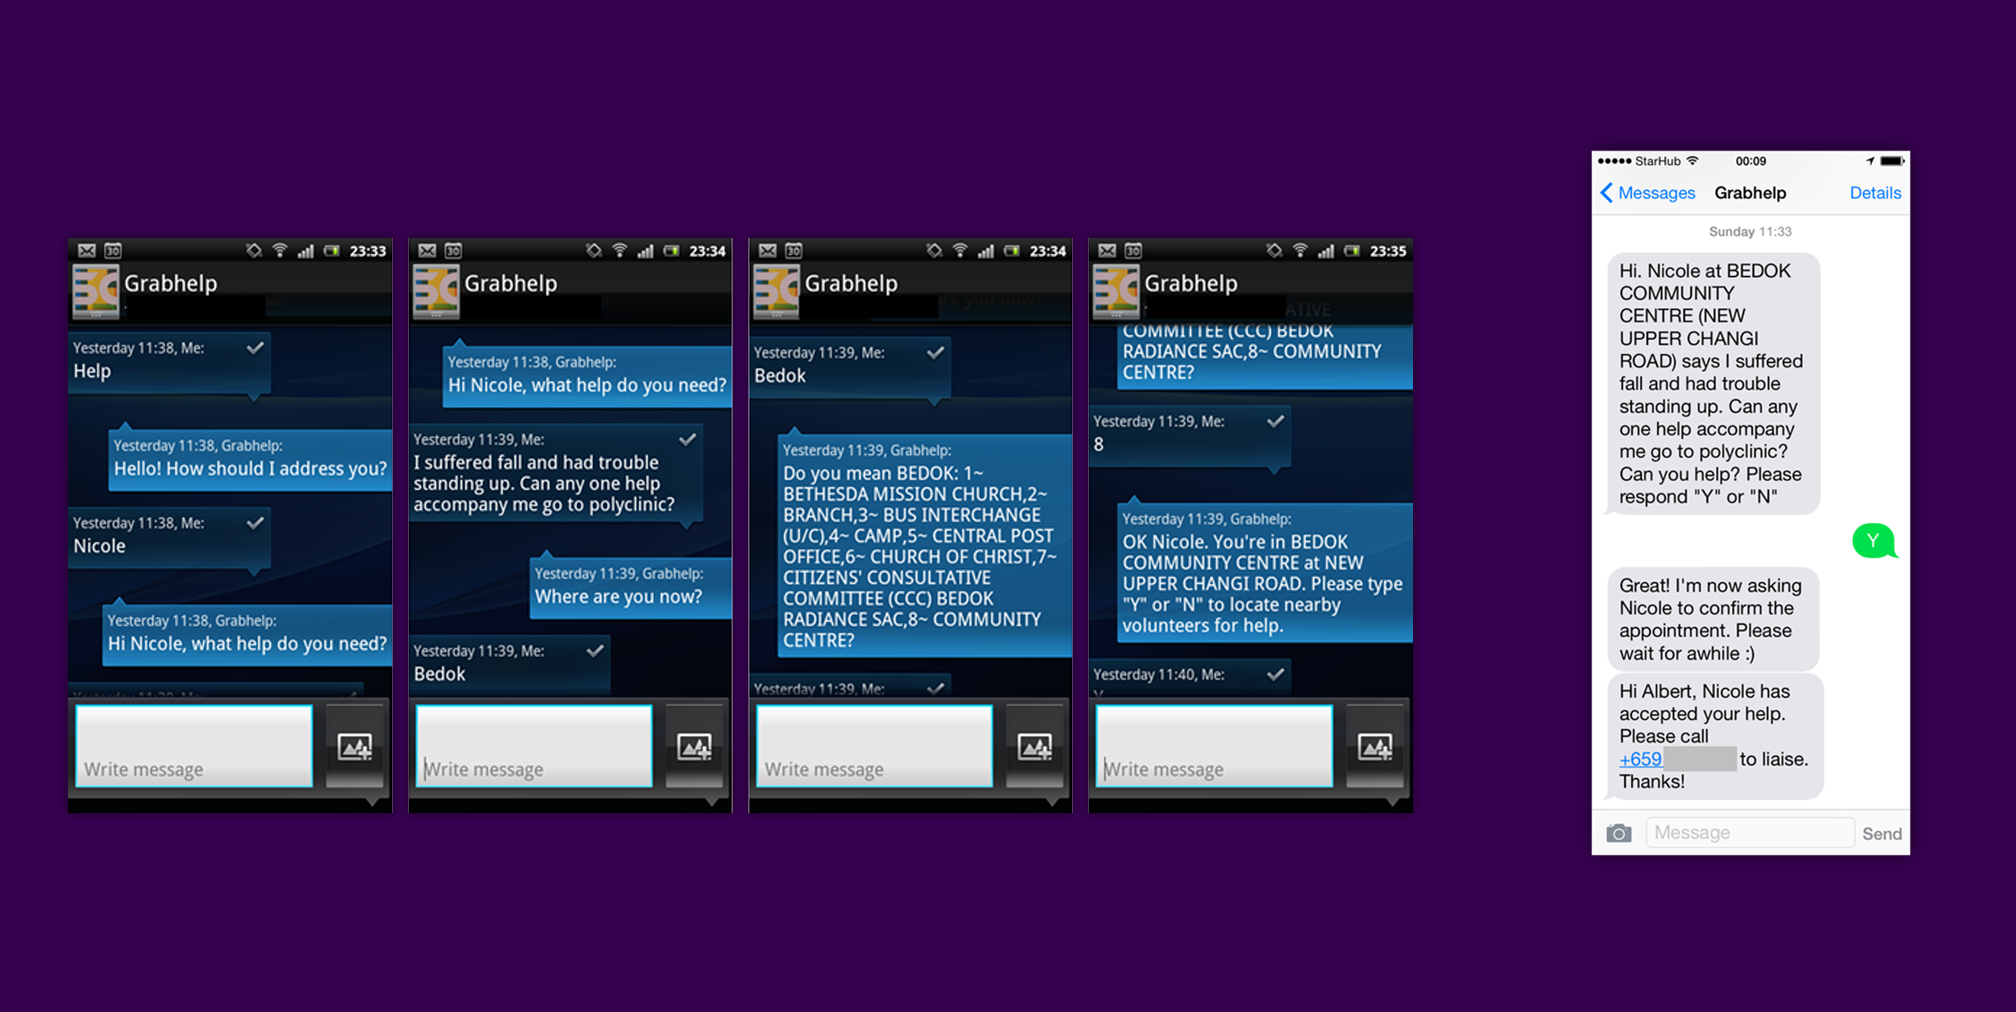 30
23:33
Grabhelp
Yesterday 11:38, Me:
Help
Yesterday 11:38, Grabhelp:
Hello! How should I address you?
Yesterday 11:38, Me:
Nicole
Yesterday 11:38, Grabhelp:
Hi Nicole, what help do you need?
Write message
30
23:34
Grabhelp
Yesterday 11:38, Grabhelp:
Hi Nicole, what help do you need?
Yesterday 11:39, Me:
I suffered fall and had trouble
standing up. Can any one help
accompany me go to polyclinic?
Yesterday 11:39, Grabhelp:
Where are you now?
Yesterday 11:39, Me:
Bedok
Write message
30
23:34
Grabhelp
Yesterday 11:39, Me:
Bedok
Yesterday 11:39, Grabhelp:
Do you mean BEDOK: 1~
BETHESDA MISSION CHURCH,2~
BRANCH,3~ BUS INTERCHANGE
(U/C),4~ CAMP,5~ CENTRAL POST
OFFICE,6~ CHURCH OF CHRIST,7~
CITIZENS' CONSULTATIVE
COMMITTEE (CCC) BEDOK
RADIANCE SAC,8~ COMMUNITY
CENTRE?
Yesterday 11:39, Me:
Write message
30
23:35
Grabhelp
COMMITTEE (CCC) BEDOK
RADIANCE SAC,8~ COMMUNITY
CENTRE?
Yesterday 11:39, Me:
8
Yesterday 11:39, Grabhelp:
OK Nicole. You're in BEDOK
COMMUNITY CENTRE at NEW
UPPER CHANGI ROAD. Please type
"Y" or "N" to locate nearby
volunteers for help.
Yesterday 11:40, Me:
Write message
StarHub
00:09
Messages
Grabhelp
Details
Sunday 11:33
Hi. Nicole at BEDOK
COMMUNITY
CENTRE (NEW
UPPER CHANGI
ROAD) says I suffered
fall and had trouble
standing up. Can any
one help accompany
me go to polyclinic?
Can you help? Please
respond "Y" or "N"
Y
Great! I'm now asking
Nicole to confirm the
appointment. Please
wait for awhile :)
Hi Albert, Nicole has
accepted your help.
Please call
+659 to liaise.
Thanks!
Message
Send